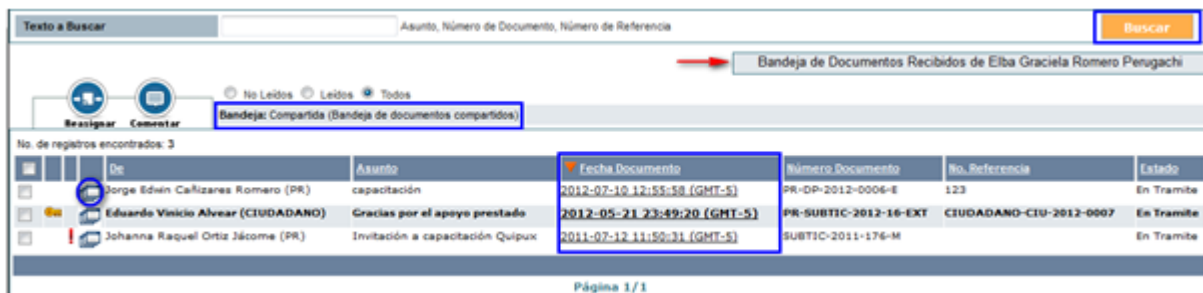 Texto a Buscar Asunto, Número de Documento, Número de Referencia Buscar
Bandeja de Documentos Recibidos de Elba Graciela Romero Perugachi
No Leídos Leídos Todos
Reasignar Comentar Bandeja: Compartida (Bandeja de documentos compartidos)
No. de registros encontrados: 3
De Asunto Fecha Documento Número Documento No. Referencia Estado
Jorge Edwin Cañizares Romero (PR) capacitación 2012-07-10 12:55:58 (GMT-5) PR-DP-2012-0006-E 123 En Tramite
Eduardo Vinicio Alvear (CIUDADANO) Gracias por el apoyo prestado 2012-05-21 23:49:20 (GMT-5) PR-SUBTIC-2012-16-EXT CIUDADANO-CIU-2012-0007 En Tramite
Johanna Raquel Ortiz Jácome (PR) Invitación a capacitación Quipux 2011-07-12 11:50:31 (GMT-5) SUBTIC-2011-176-M En Tramite
Página 1/1